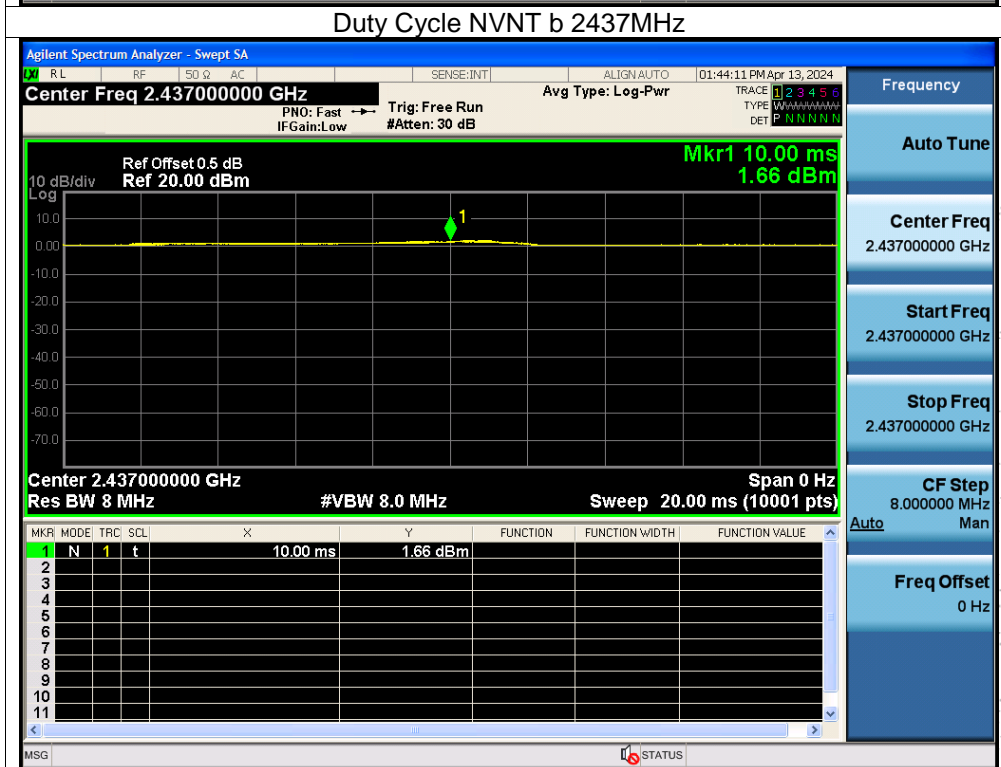 Duty Cycle NVNT b 2437MHz
Agilent Spectrum Analyzer - Swept SA
LXI RL RF 50 Ω AC SENSE:INT ALIGN AUTO 01:44:11 PM Apr 13, 2024
Center Freq 2.437000000 GHz Avg Type: Log-Pwr TRACE 1 2 3 4 5 6
PNO: Fast Trig: Free Run TYPE WWWWWW
IFGain:Low #Atten: 30 dB DET P N N N N N
Frequency
Auto Tune
Center Freq
2.437000000 GHz
Start Freq
2.437000000 GHz
Stop Freq
2.437000000 GHz
CF Step
8.000000 MHz
Auto Man
Freq Offset
0 Hz
Mkr1 10.00 ms
1.66 dBm
Ref Offset 0.5 dB
10 dB/div Ref 20.00 dBm
Log
10.0
0.00
-10.0
-20.0
-30.0
-40.0
-50.0
-60.0
-70.0
1
Center 2.437000000 GHz Span 0 Hz
Res BW 8 MHz #VBW 8.0 MHz Sweep 20.00 ms (10001 pts)
MKR MODE TRC SCL X Y FUNCTION FUNCTION WIDTH FUNCTION VALUE
1 N 1 t 10.00 ms 1.66 dBm
2
3
4
5
6
7
8
9
10
11
MSG STATUS